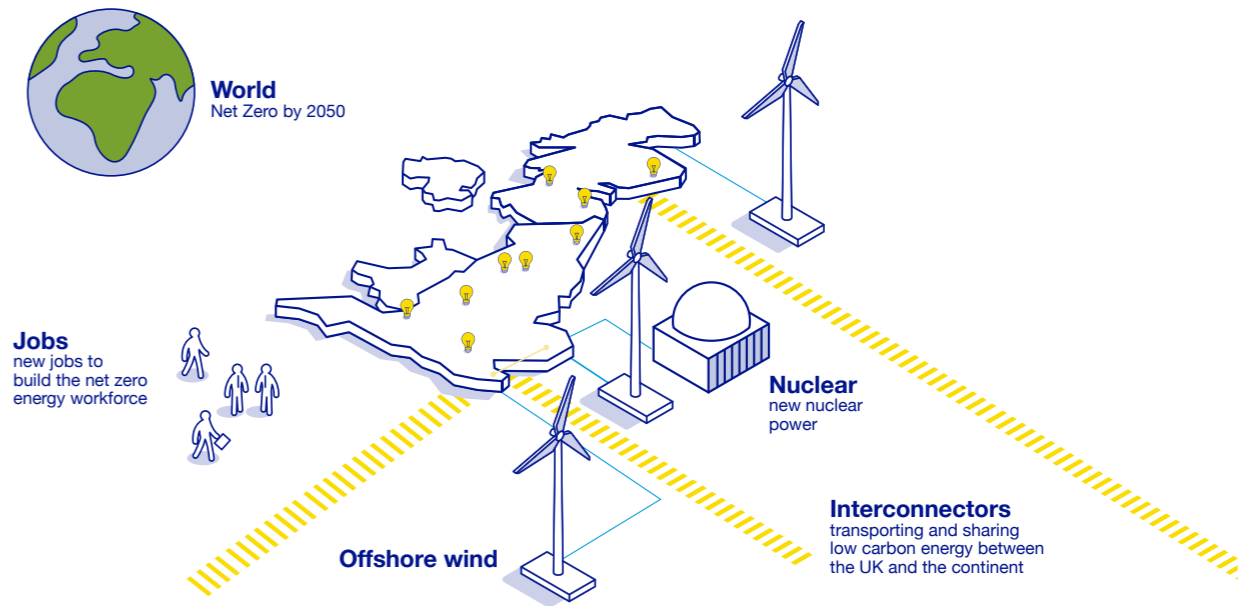 World
Net Zero by 2050
Jobs
new jobs to
build the net zero
energy workforce
Nuclear
new nuclear
power
Interconnectors
transporting and sharing
low carbon energy between
the UK and the continent
Offshore wind